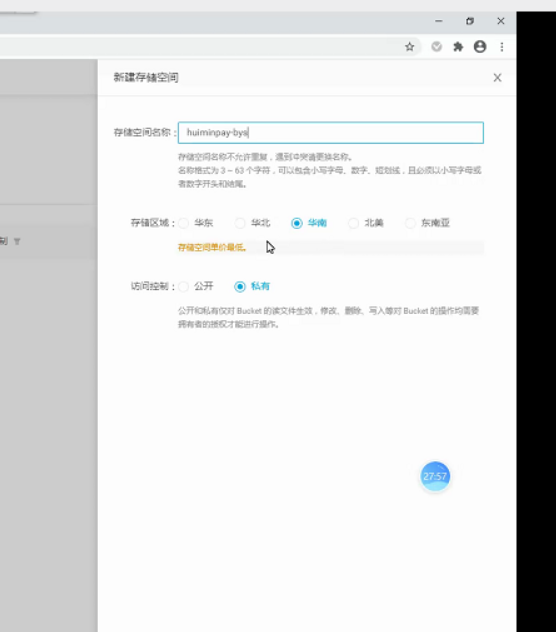 新建存储空间
存储空间名称：
huiminpay-bys
存储空间名称不允许重复，遇到冲突请更换名称。
名称格式为 3 ~ 63 个字符，可以包含小写字母、数字、短划线，且必须以小写字母或
者数字开头和结尾。
存储区域： 华东 华北 华南 北美 东南亚
存储空间单价最低。
制
访问控制： 公开 私有
公开和私有仅对 Bucket 的读文件生效，修改、删除、写入等对 Bucket 的操作均需要
拥有者的授权才能进行操作。
27:57